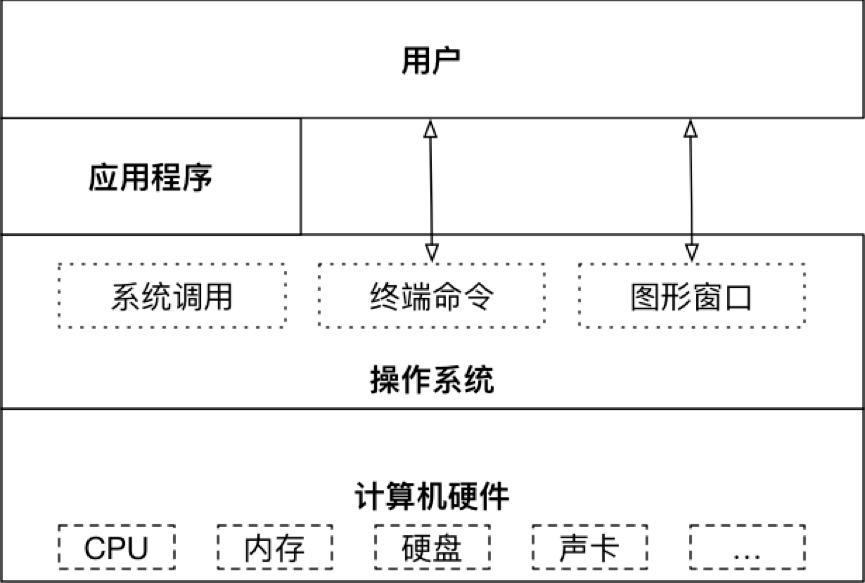 用户
应用程序
系统调用 终端命令 图形窗口
操作系统
计算机硬件
CPU 内存 硬盘 声卡 ...